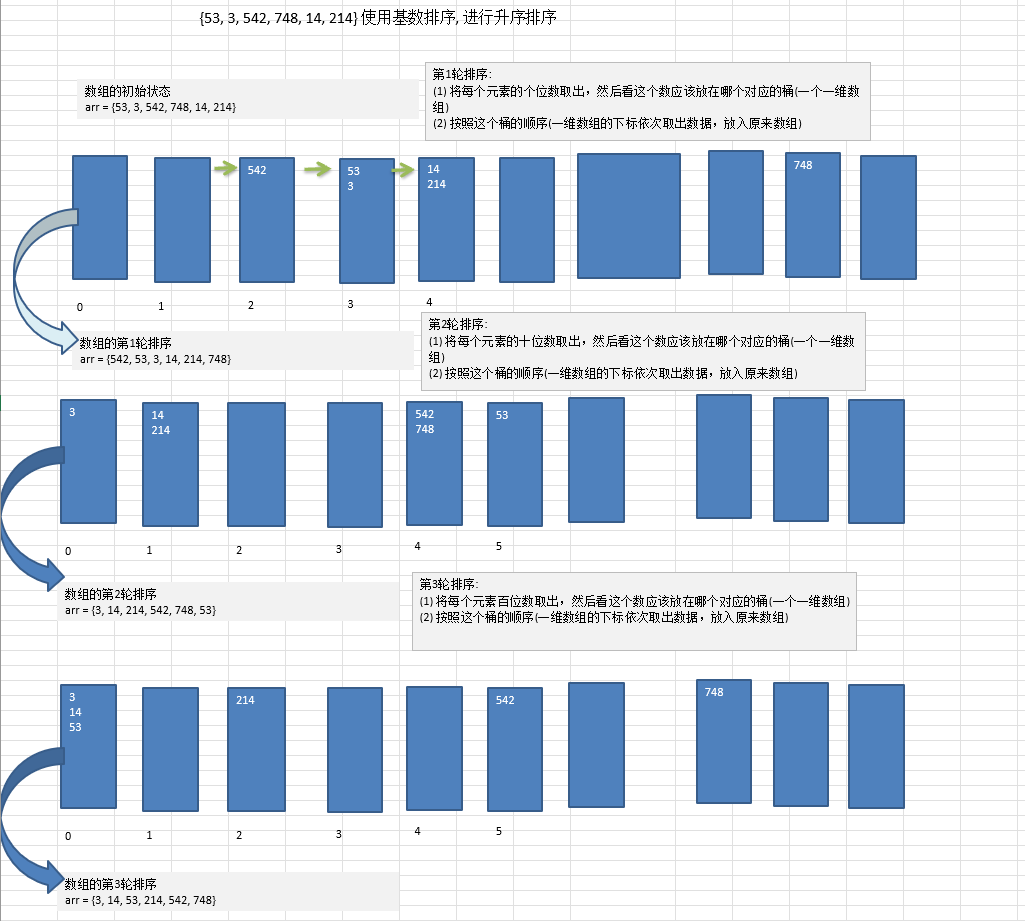 {53, 3, 542, 748, 14, 214} 使用基数排序, 进行升序排序
数组的初始状态
arr = {53, 3, 542, 748, 14, 214}
第1轮排序:
(1) 将每个元素的个位数取出，然后看这个数应该放在哪个对应的桶(一个一维数
组)
(2) 按照这个桶的顺序(一维数组的下标依次取出数据，放入原来数组)
542
53
3
14
214
748
0
1
2
3
4
数组的第1轮排序
arr = {542, 53, 3, 14, 214, 748}
第2轮排序:
(1) 将每个元素的十位数取出，然后看这个数应该放在哪个对应的桶(一个一维数
组)
(2) 按照这个桶的顺序(一维数组的下标依次取出数据，放入原来数组)
3
14
214
542
748
53
0
1
2
3
4
5
数组的第2轮排序
arr = {3, 14, 214, 542, 748, 53}
第3轮排序:
(1) 将每个元素百位数取出，然后看这个数应该放在哪个对应的桶(一个一维数组)
(2) 按照这个桶的顺序(一维数组的下标依次取出数据，放入原来数组)
3
14
53
214
542
748
0
1
2
3
4
5
数组的第3轮排序
arr = {3, 14, 53, 214, 542, 748}